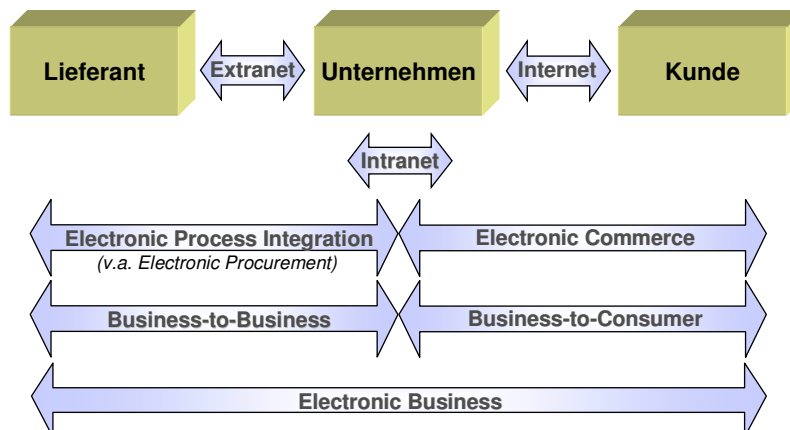 Lieferant
Extranet
Unternehmen
Internet
Kunde
Intranet
Electronic Process Integration
(v.a. Electronic Procurement)
Electronic Commerce
Business-to-Business
Business-to-Consumer
Electronic Business